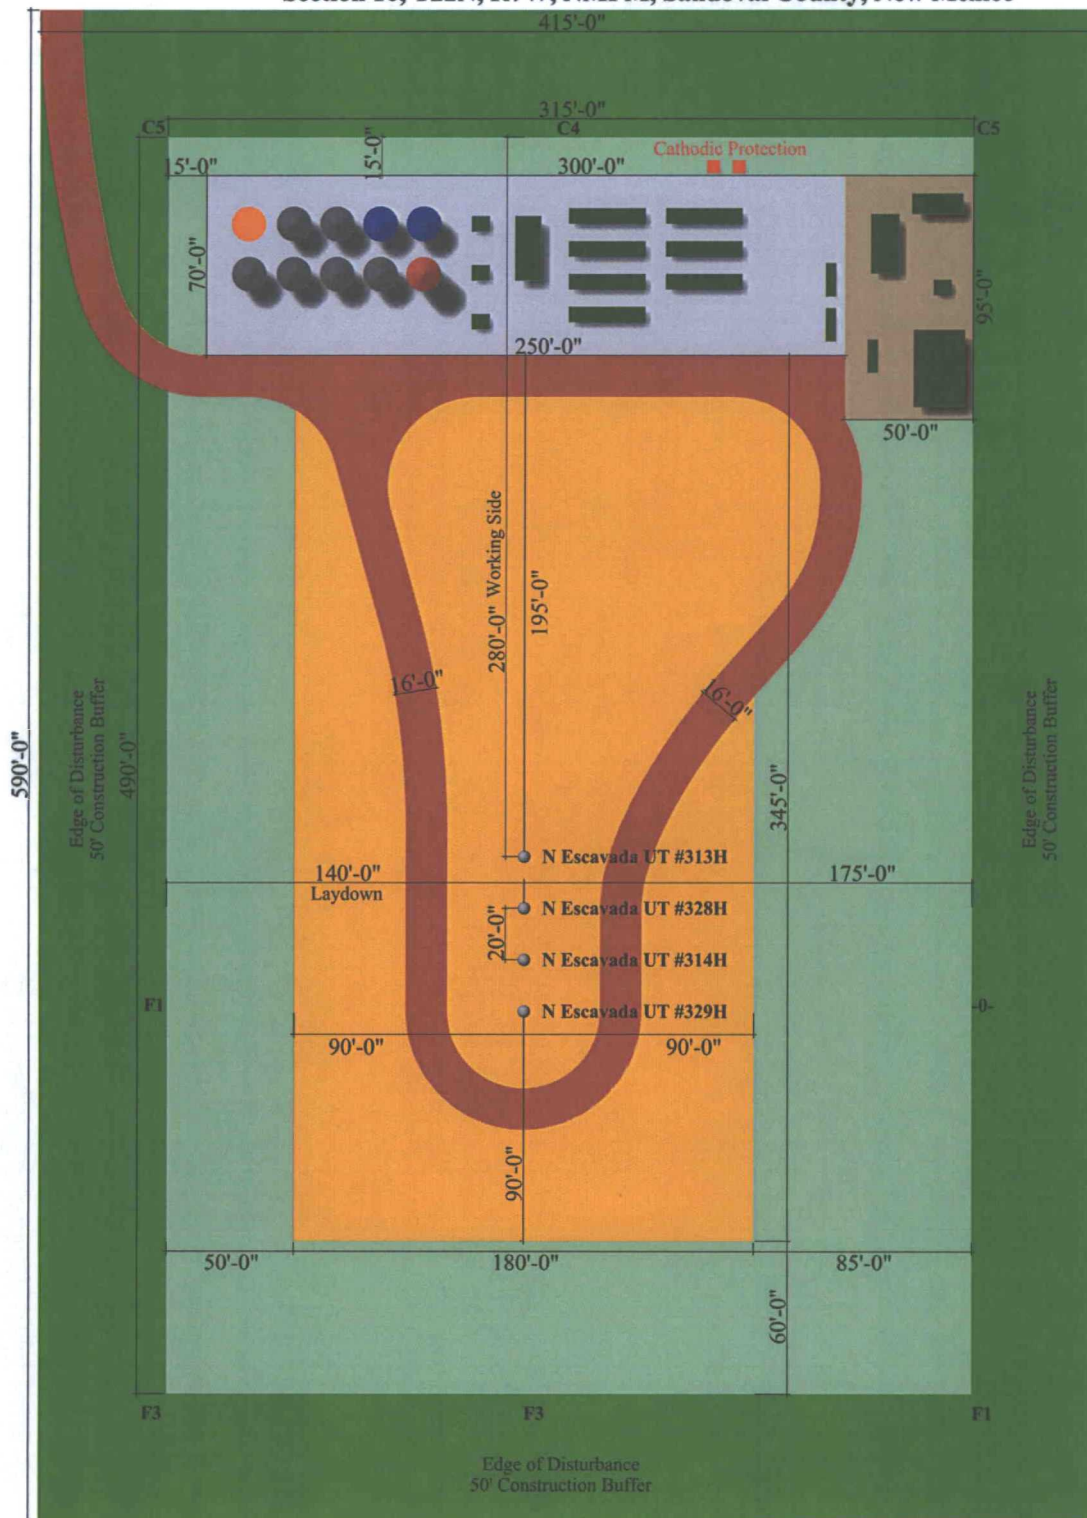 415'-0"
315'-0"
C5
C4
C5
15'-0"
15'-0"
300'-0"
Cathodic Protection
70'-0"
95'-0"
250'-0"
50'-0"
280'-0" Working Side
195'-0"
16'-0"
16'-0"
590'-0"
Edge of Disturbance
50' Construction Buffer
490'-0"
345'-0"
Edge of Disturbance
50' Construction Buffer
N Escavada UT #313H
140'-0"
Laydown
175'-0"
N Escavada UT #328H
20'-0"
N Escavada UT #314H
F1
N Escavada UT #329H
-0-
90'-0"
90'-0"
90'-0"
50'-0"
180'-0"
85'-0"
60'-0"
F3
F3
F1
Edge of Disturbance
50' Construction Buffer